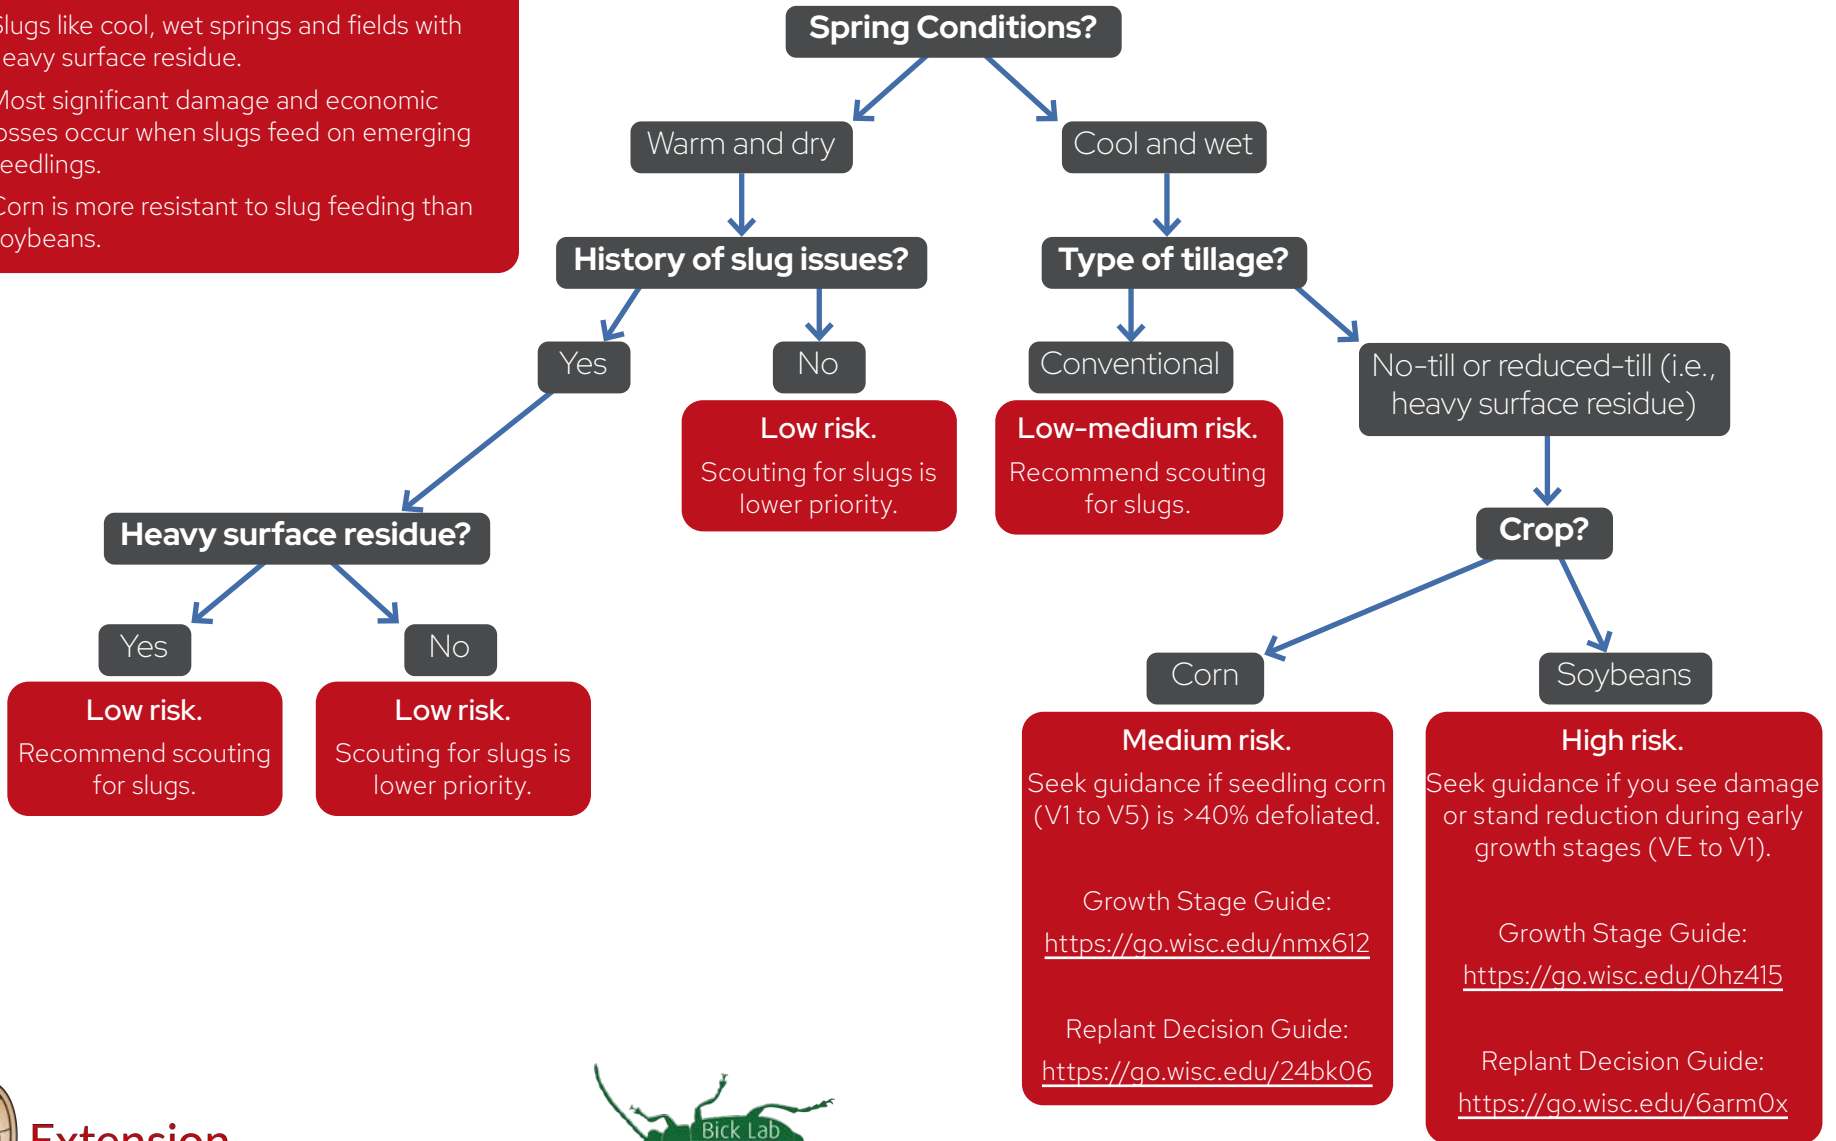 Slugs like cool, wet springs and fields with
heavy surface residue.
Most significant damage and economic
losses occur when slugs feed on emerging
seedlings.
Corn is more resistant to slug feeding than
soybeans.
Spring Conditions?
Warm and dry
Cool and wet
History of slug issues?
Type of tillage?
Yes
No
Conventional
No-till or reduced-till (i.e.,
heavy surface residue)
Low risk.
Scouting for slugs is
lower priority.
Low-medium risk.
Recommend scouting
for slugs.
Heavy surface residue?
Crop?
Yes
No
Corn
Soybeans
Low risk.
Recommend scouting
for slugs.
Low risk.
Scouting for slugs is
lower priority.
Medium risk.
Seek guidance if seedling corn
(V1 to V5) is >40% defoliated.
Growth Stage Guide:
https://go.wisc.edu/nmx612
Replant Decision Guide:
https://go.wisc.edu/24bk06
High risk.
Seek guidance if you see damage
or stand reduction during early
growth stages (VE to V1).
Growth Stage Guide:
https://go.wisc.edu/0hz415
Replant Decision Guide:
https://go.wisc.edu/6arm0x
Extension
Bick Lab